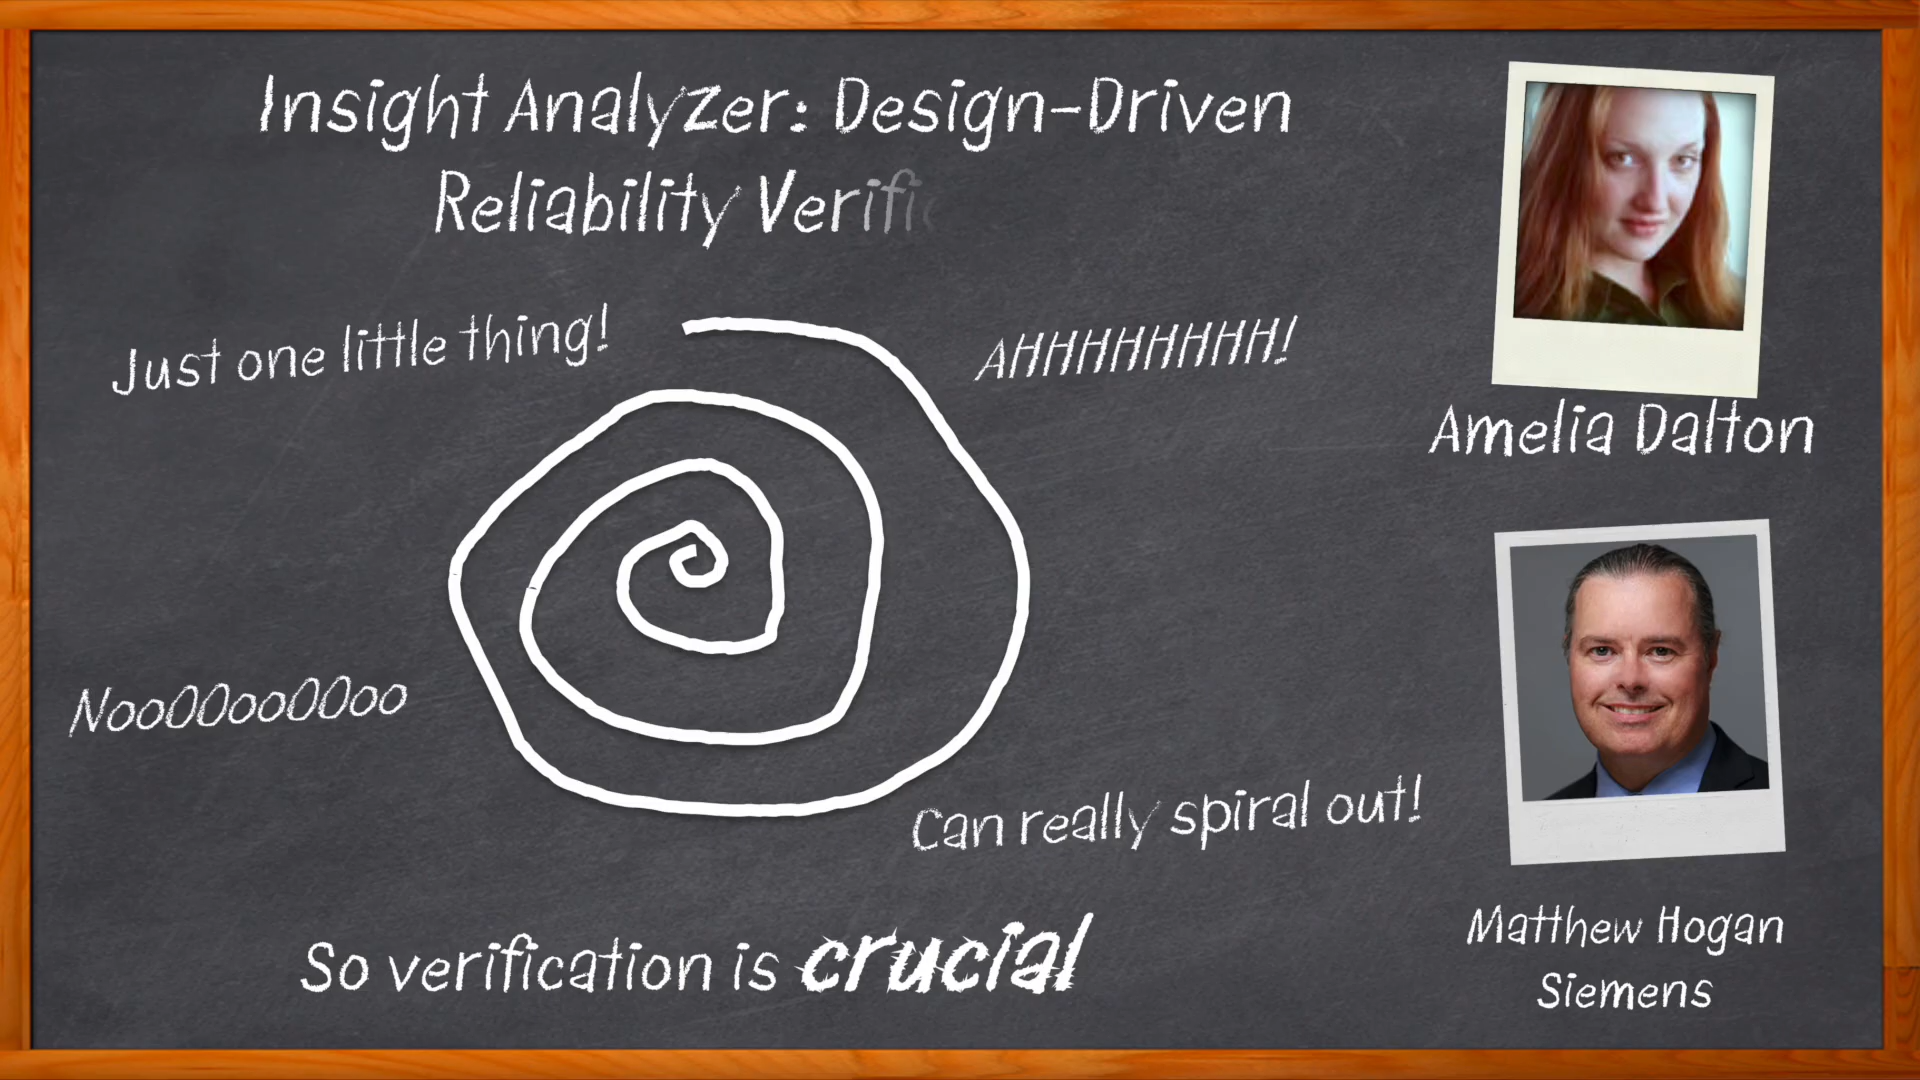 Insight Analyzer: Design-Driven
Reliability Verifi
Just one little thing!
AHHHHHHHH!
NooOOooOOoo
Can really spiral out!
So verification is crucial
Amelia Dalton
Matthew Hogan
Siemens